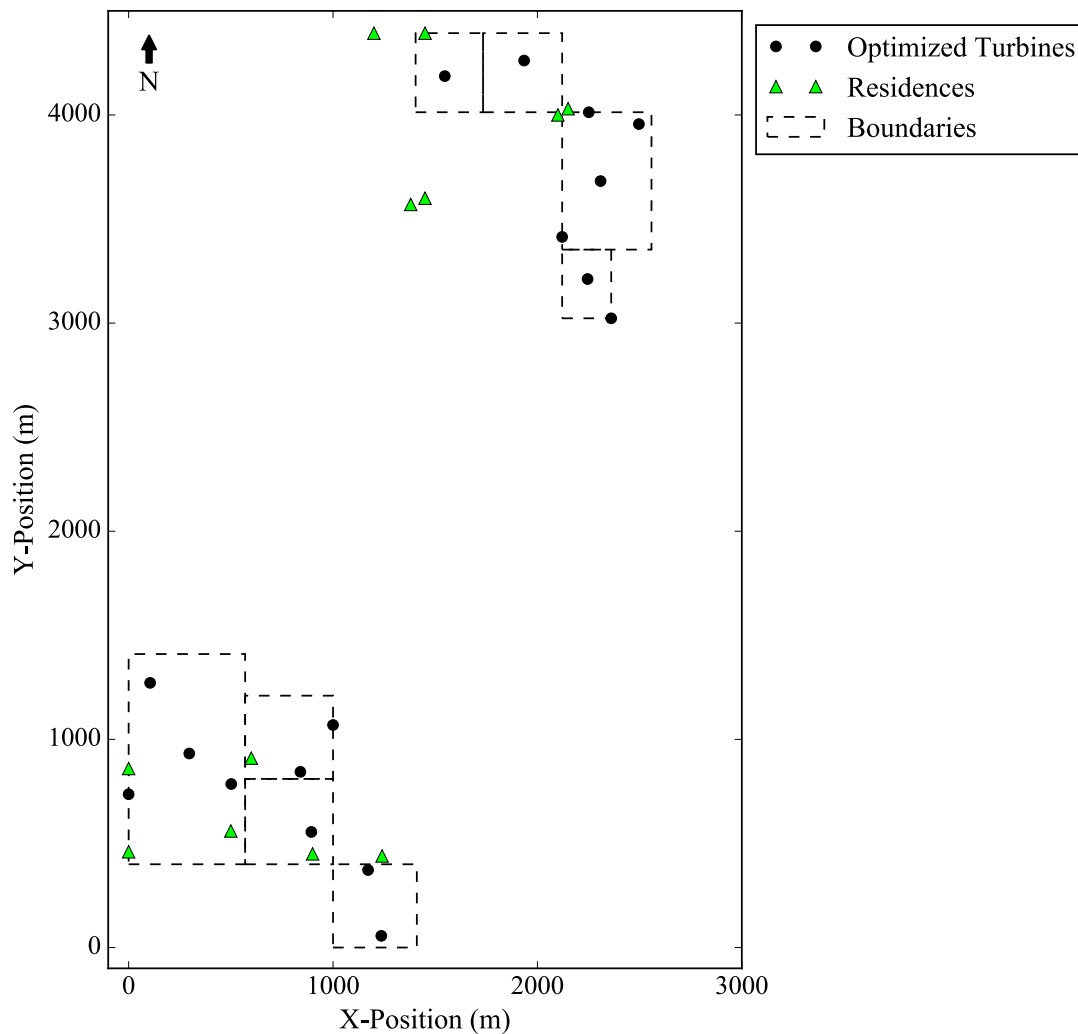 N
Optimized Turbines
Residences
Boundaries
4000
3000
2000
1000
0
Y-Position (m)
0 1000 2000 3000
X-Position (m)